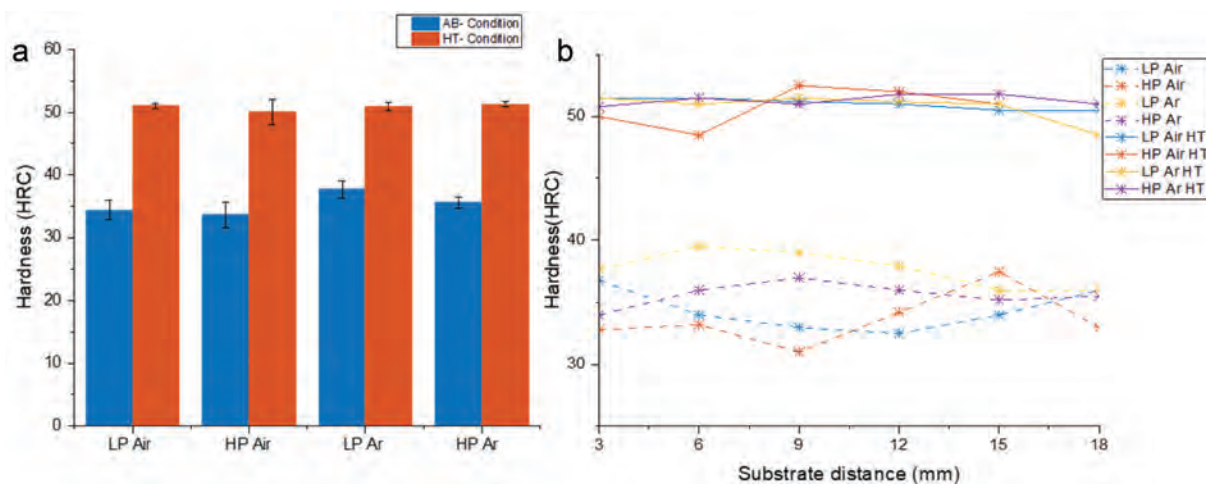 a
AB- Condition
HT- Condition
Hardness (HRC)
60
50
40
30
20
10
0
LP Air
HP Air
LP Ar
HP Ar
b
LP Air
HP Air
LP Ar
HP Ar
LP Air HT
HP Air HT
LP Ar HT
HP Ar HT
Hardness(HRC)
50
40
30
3
6
9
12
15
18
Substrate distance (mm)